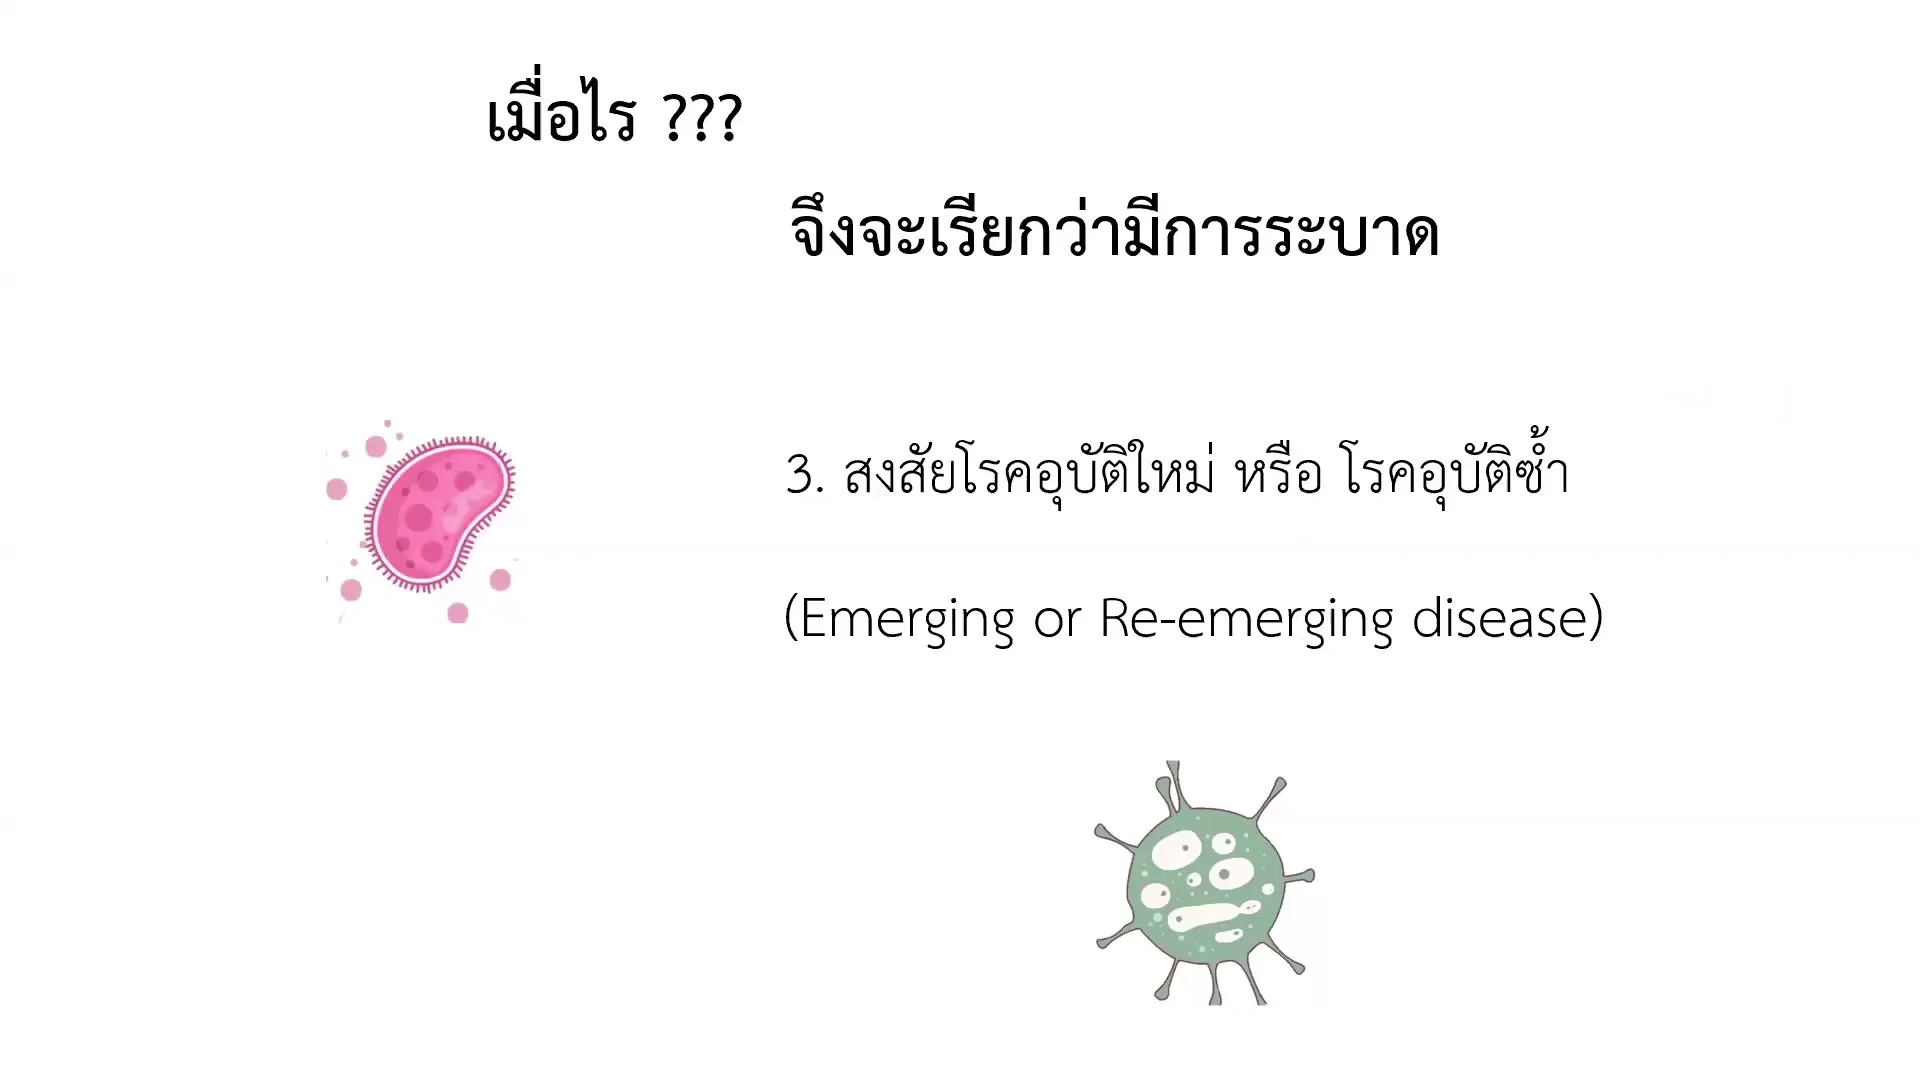 เมื่อไร ???
จึงจะเรียกว่ามีการระบาด
3. สงสัยโรคอุบัติใหม่ หรือ โรคอุบัติซ้ำ
(Emerging or Re-emerging disease)